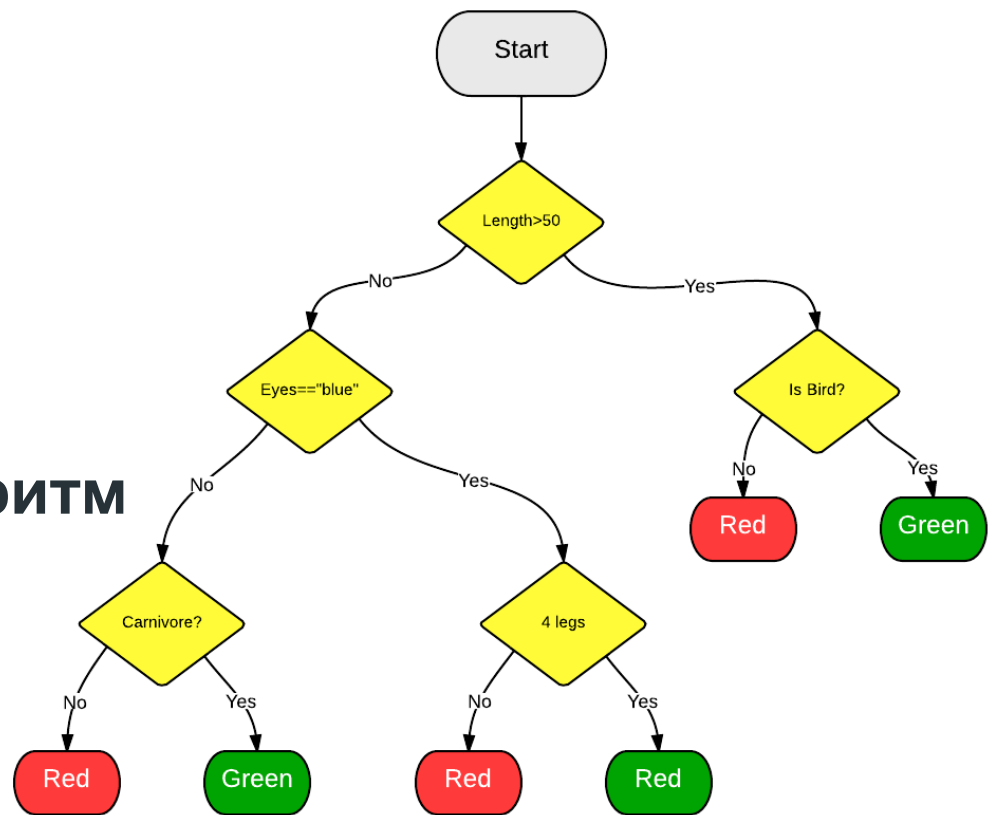 Start
Length>50
No
Yes
Eyes=="blue"
Is Bird?
No
Yes
No
Yes
Red
Green
Carnivore?
4 legs
No
Yes
No
Yes
Red
Green
Red
Red